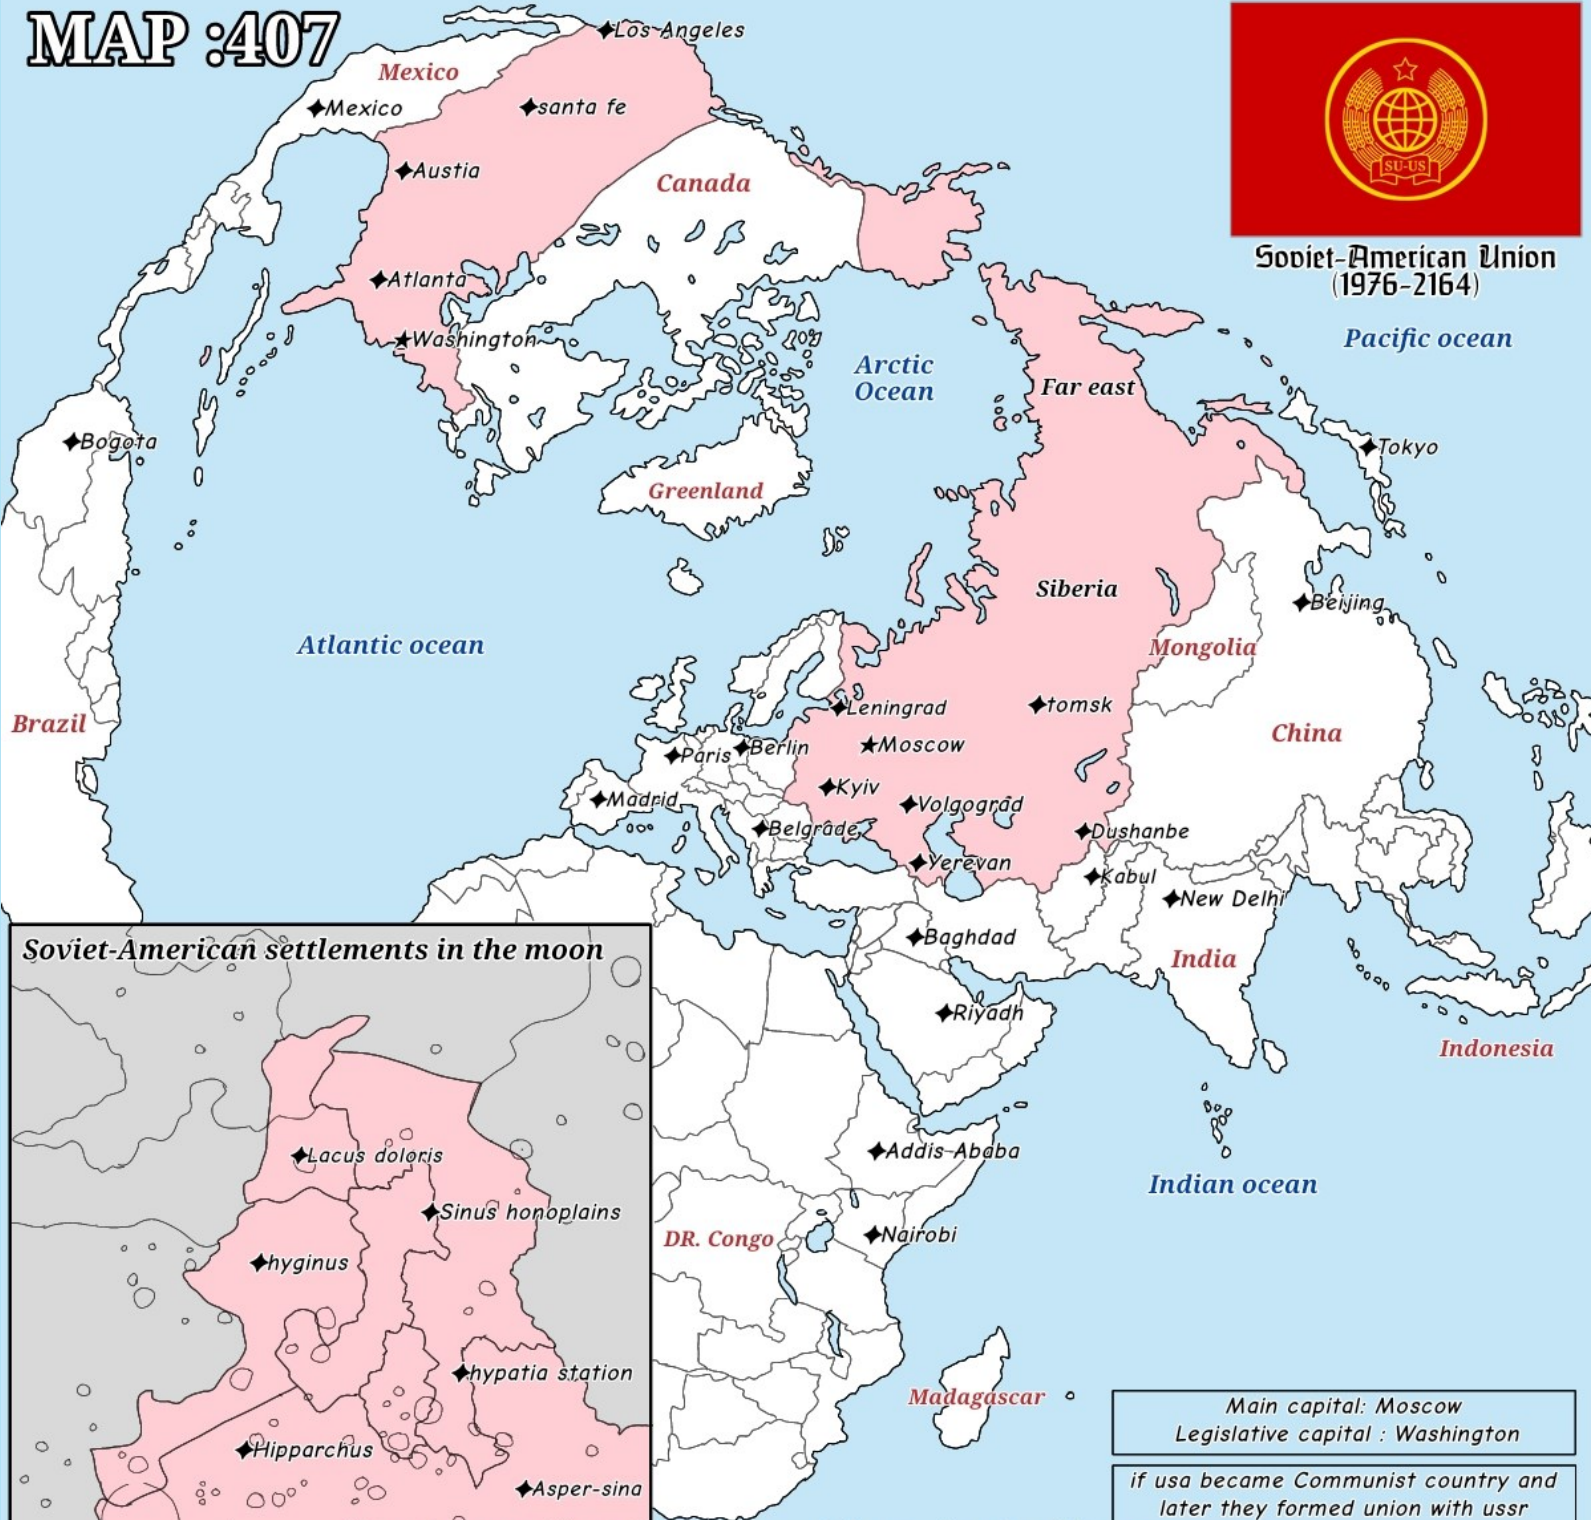 MAP :407
Los Angeles
Mexico
Mexico
santa fe
Austia
Canada
SU-US
Soviet-American Union
(1976-2164)
Atlanta
Washington
Pacific ocean
Arctic
Ocean
Far east
Bogota
Tokyo
Greenland
Siberia
Beijing
Atlantic ocean
Mongolia
Leningrad
tomsk
Brazil
Moscow
China
Paris
Berlin
Kyiv
Madrid
Volgograd
Belgrade
Dushanbe
Yerevan
Kabul
New Delhi
Baghdad
India
Riyadh
Indonesia
Soviet-American settlements in the moon
Lacus doloris
Sinus honoplains
hyginus
hypatia station
Hipparchus
Asper-sina
Addis-Ababa
Indian ocean
DR. Congo
Nairobi
Madagascar
Main capital: Moscow
Legislative capital : Washington
if usa became Communist country and
later they formed union with ussr